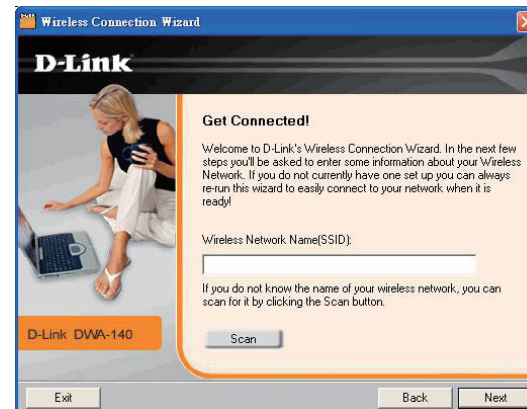 Wireless Connection Wizard
D-Link
Get Connected!
Welcome to D-Link's Wireless Connection Wizard. In the next few
steps you'll be asked to enter some information about your Wireless
Network. If you do not currently have one set up you can always
re-run this wizard to easily connect to your network when it is
ready!
Wireless Network Name(SSID):
If you do not know the name of your wireless network, you can
scan for it by clicking the Scan button.
D-Link DWA-140
Scan
Exit
Back
Next